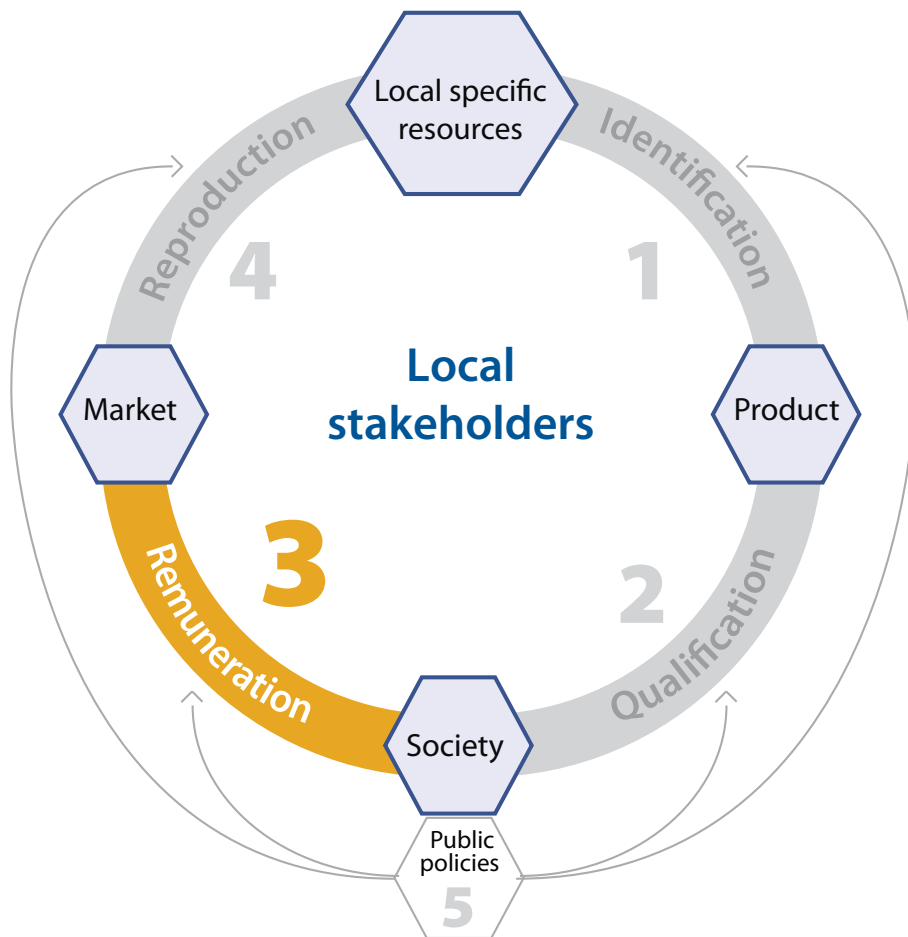 Local specific
resources
Identification
1
Product
Qualification
2
Society
Remuneration
3
Market
Reproduction
4
Local
stakeholders
Public
policies
5